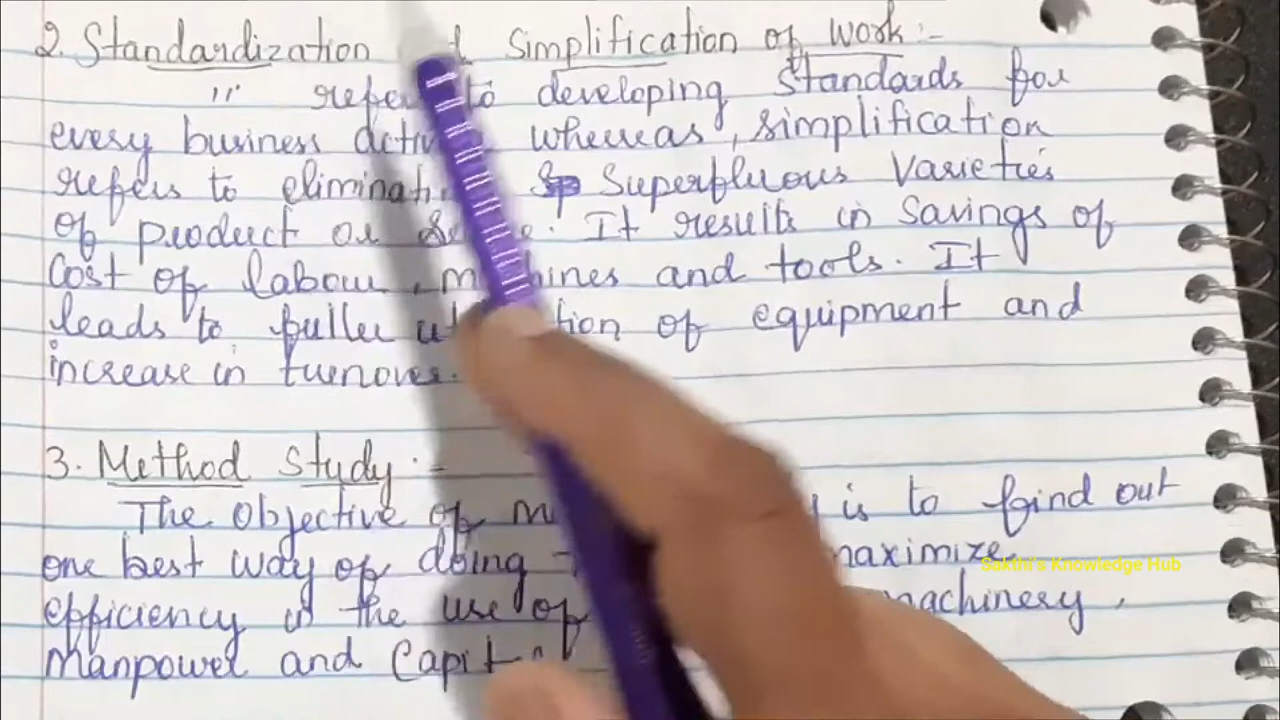 2. Standardization Simplification of work :-
" refers to developing standards for
every business whereas, simplification
refers to Superfluous Varieties
of product or It results in Savings of
Cost of labour, and tools. It
leads to fuller of equipment and
increase in turnover.
3. Method Study :-
The Objective of is to find out
one best way of doing maximize
efficiency in the use of machinery,
manpower and Capital
Sakthi's Knowledge Hub